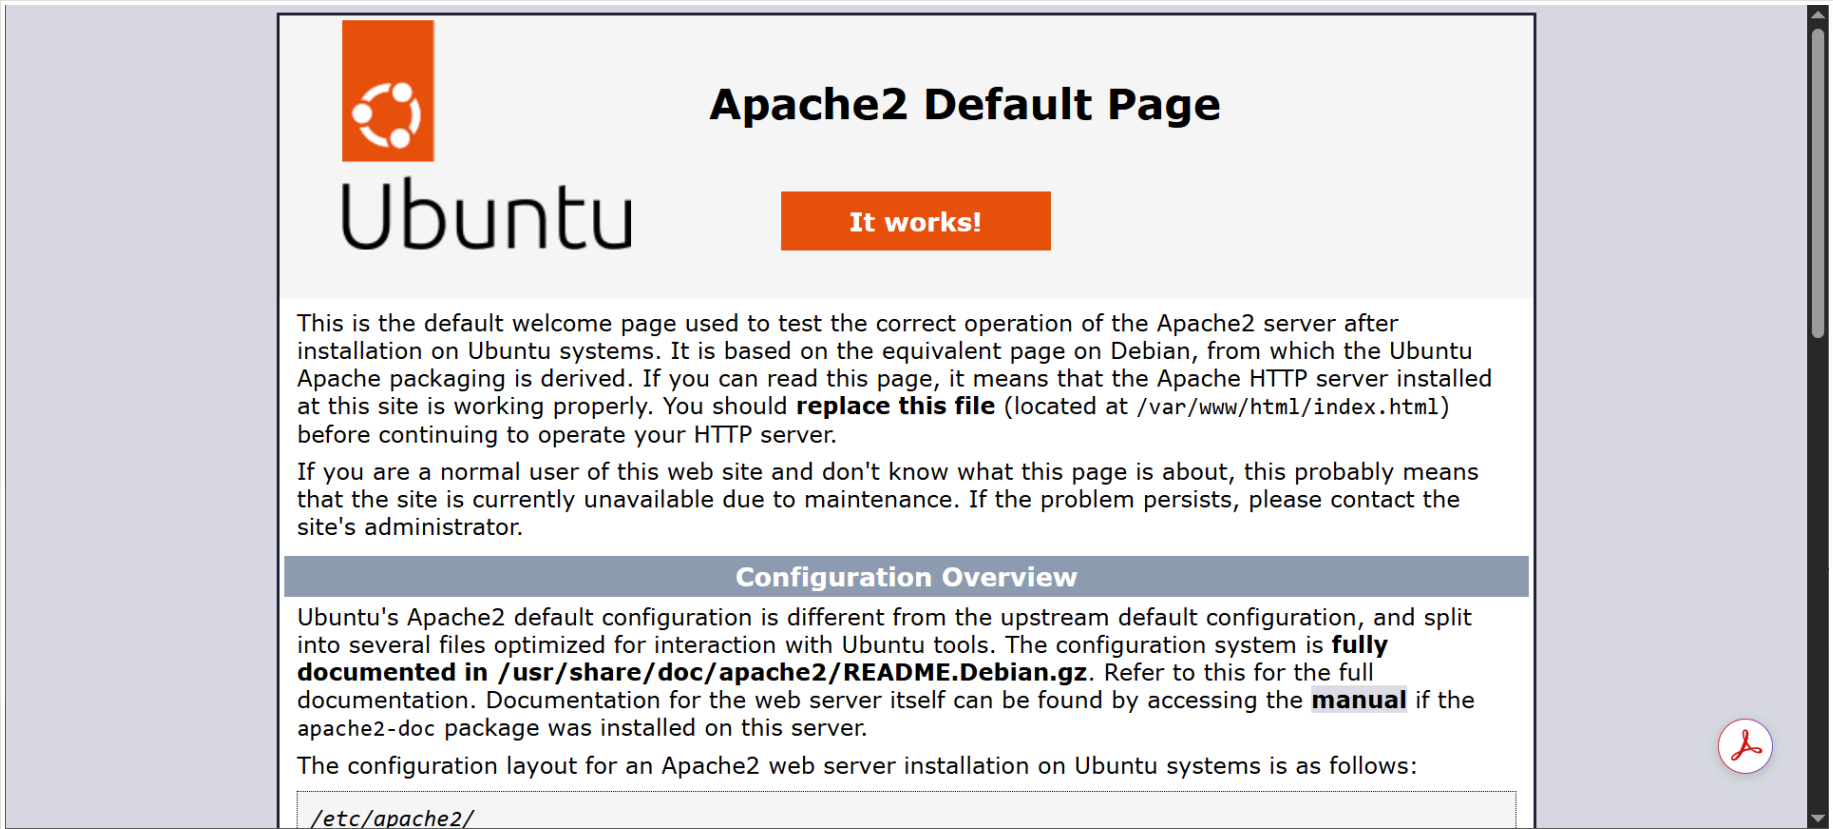 Apache2 Default Page
Ubuntu
It works!
This is the default welcome page used to test the correct operation of the Apache2 server after
installation on Ubuntu systems. It is based on the equivalent page on Debian, from which the Ubuntu
Apache packaging is derived. If you can read this page, it means that the Apache HTTP server installed
at this site is working properly. You should replace this file (located at /var/www/html/index.html)
before continuing to operate your HTTP server.
If you are a normal user of this web site and don't know what this page is about, this probably means
that the site is currently unavailable due to maintenance. If the problem persists, please contact the
site's administrator.
Configuration Overview
Ubuntu's Apache2 default configuration is different from the upstream default configuration, and split
into several files optimized for interaction with Ubuntu tools. The configuration system is fully
documented in /usr/share/doc/apache2/README.Debian.gz. Refer to this for the full
documentation. Documentation for the web server itself can be found by accessing the manual if the
apache2-doc package was installed on this server.
The configuration layout for an Apache2 web server installation on Ubuntu systems is as follows:
/etc/apache2/